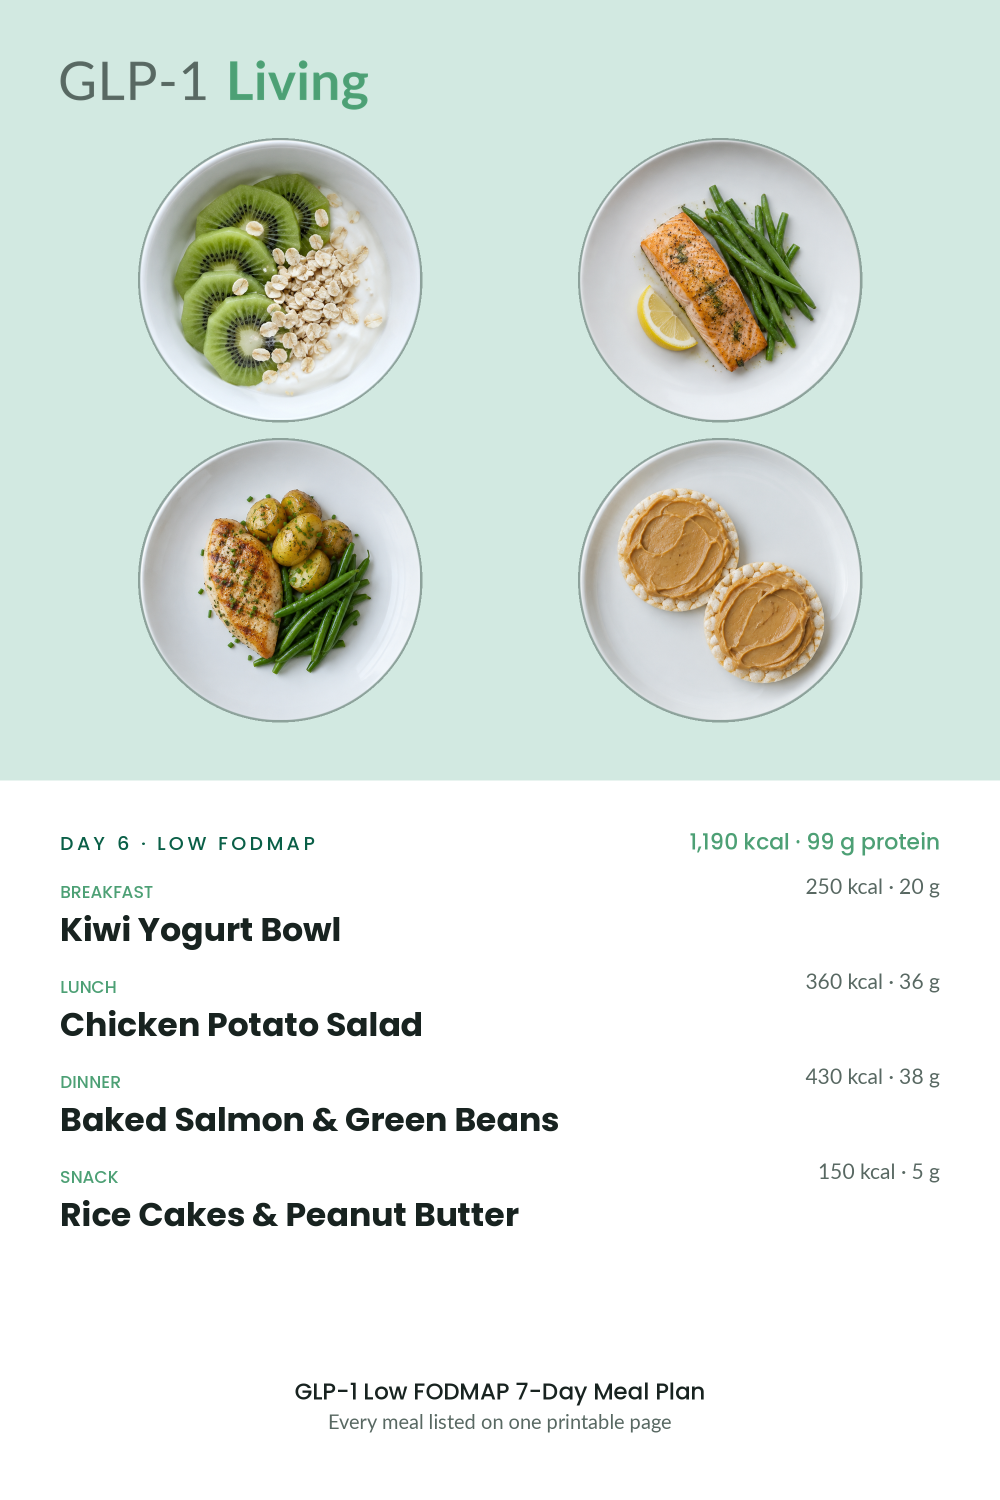 GLP-1 Living
DAY 6 · LOW FODMAP
1,190 kcal · 99 g protein
BREAKFAST
250 kcal · 20 g
Kiwi Yogurt Bowl
LUNCH
360 kcal · 36 g
Chicken Potato Salad
DINNER
430 kcal · 38 g
Baked Salmon & Green Beans
SNACK
150 kcal · 5 g
Rice Cakes & Peanut Butter
GLP-1 Low FODMAP 7-Day Meal Plan
Every meal listed on one printable page